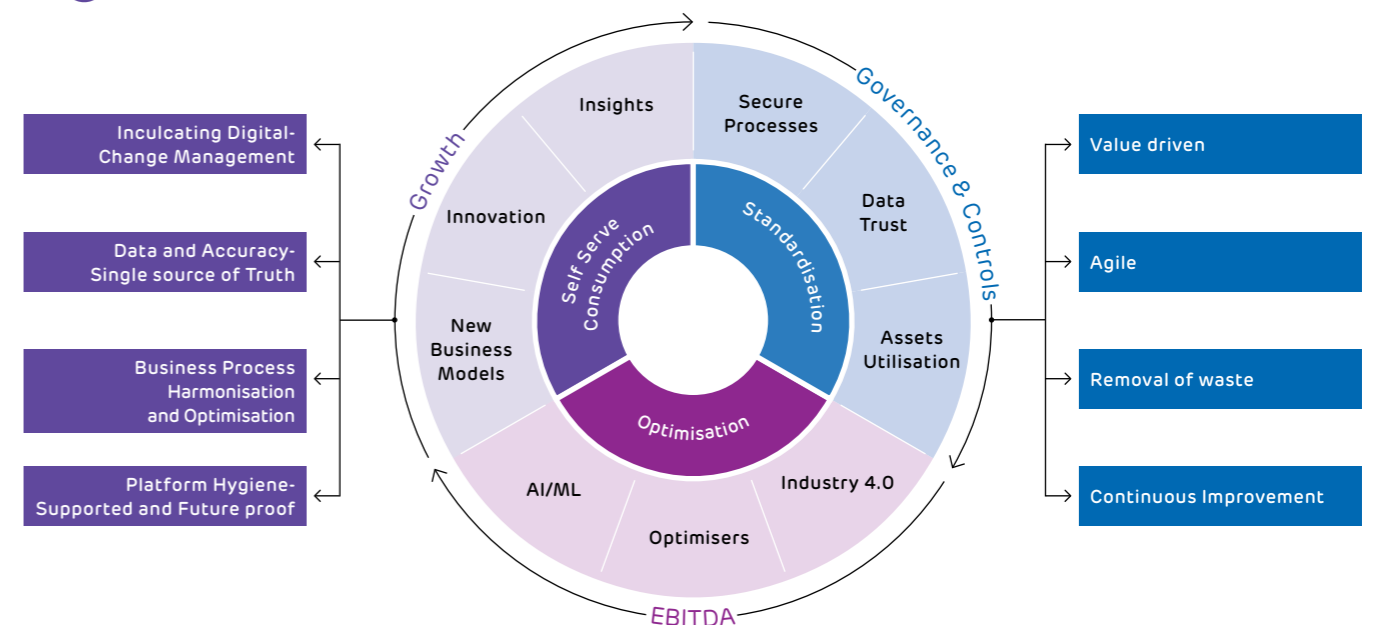 Inculcating Digital-
Change Management
Data and Accuracy-
Single source of Truth
Business Process
Harmonisation
and Optimisation
Platform Hygiene-
Supported and Future proof
Growth
Insights
Innovation
New
Business
Models
Self Serve
Consumption
Secure
Processes
Data
Trust
Assets
Utilisation
Standardisation
Governance & Controls
Optimisation
AI/ML
Optimisers
Industry 4.0
EBITDA
Value driven
Agile
Removal of waste
Continuous Improvement